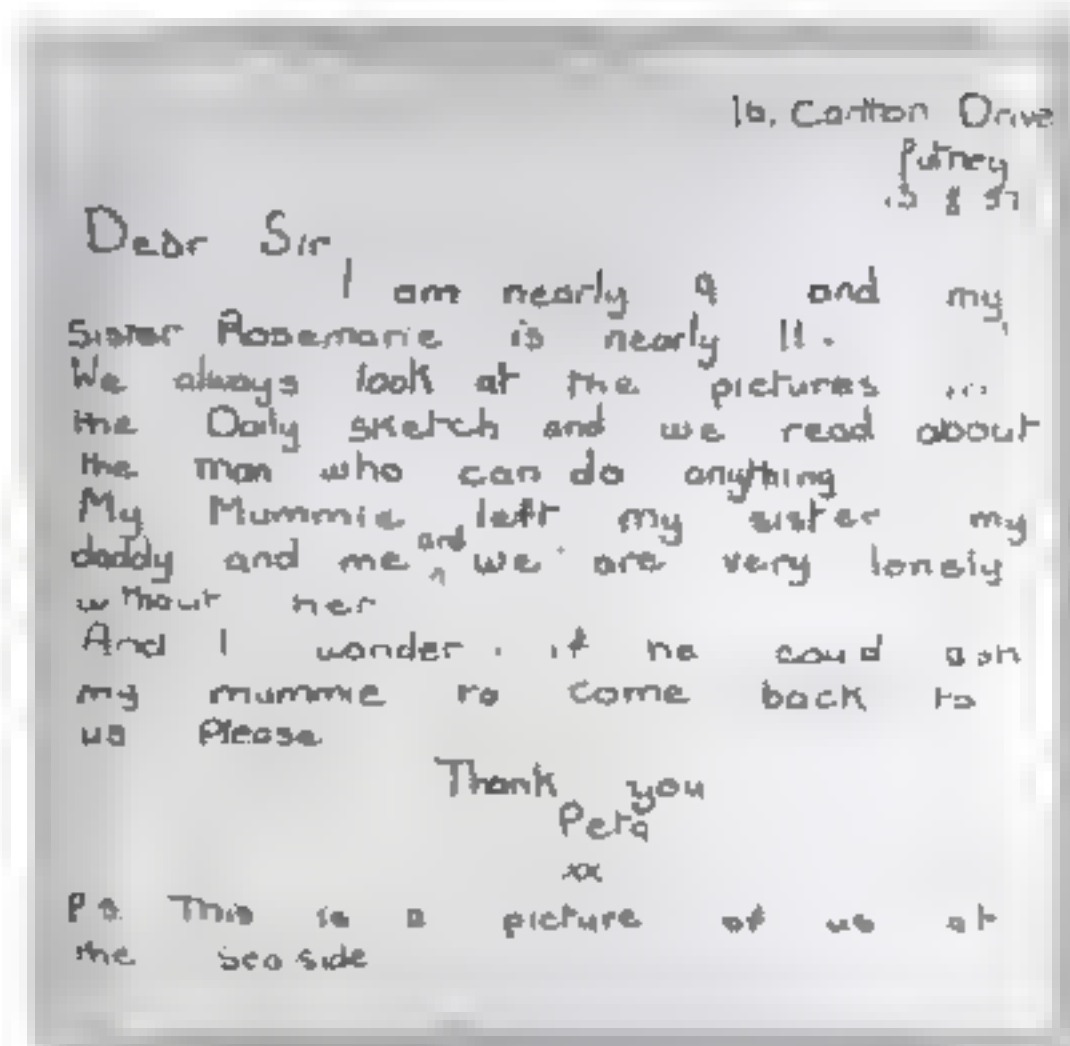 16, Carlton Drive
Putney
8 57
Dear Sir
I am nearly 9 and my
Sister Rosemarie is nearly 11.
We always look at the pictures in
the Daily sketch and we read about
the man who can do anything
My Mummie left my sister my
daddy and me and we are very lonely
without her
And I wonder if he could ask
my mummie to come back to
us Please
Thank you
Peta
xx
P s. This is a picture of us at
the sea side